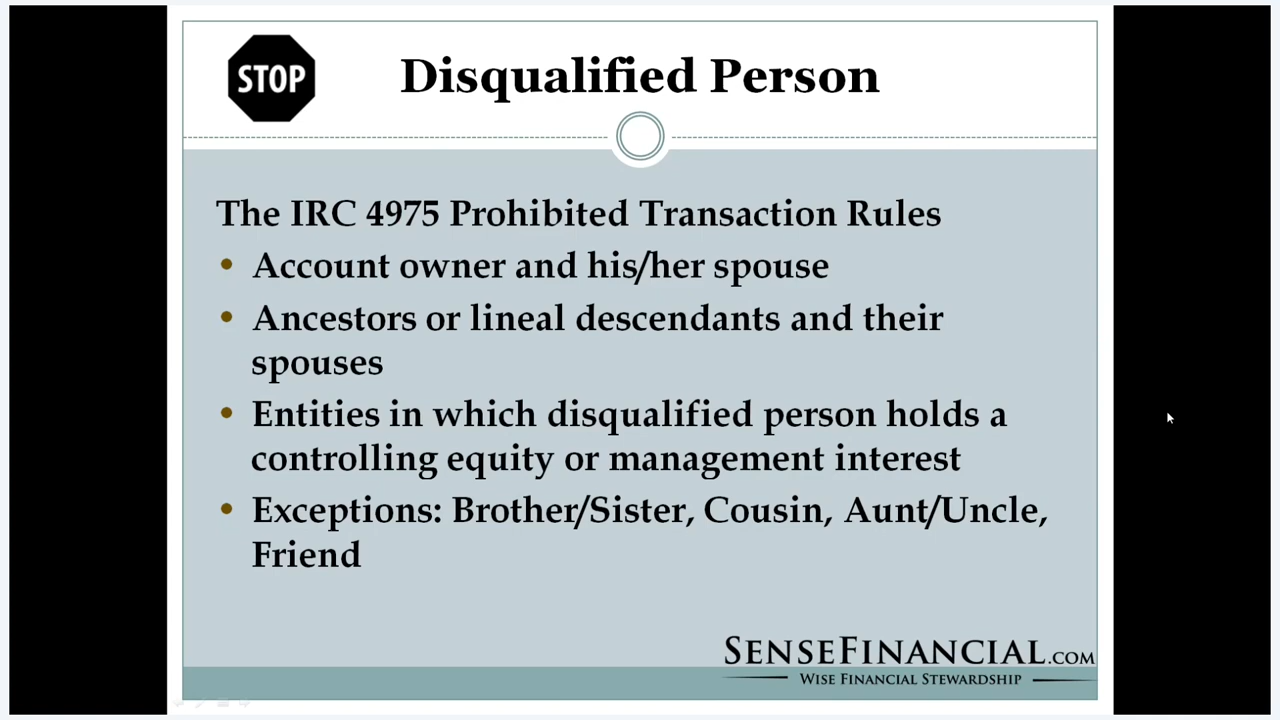 STOP
Disqualified Person
The IRC 4975 Prohibited Transaction Rules
• Account owner and his/her spouse
• Ancestors or lineal descendants and their
spouses
• Entities in which disqualified person holds a
controlling equity or management interest
• Exceptions: Brother/Sister, Cousin, Aunt/Uncle,
Friend
SENSEFINANCIAL.COM
WISE FINANCIAL STEWARDSHIP